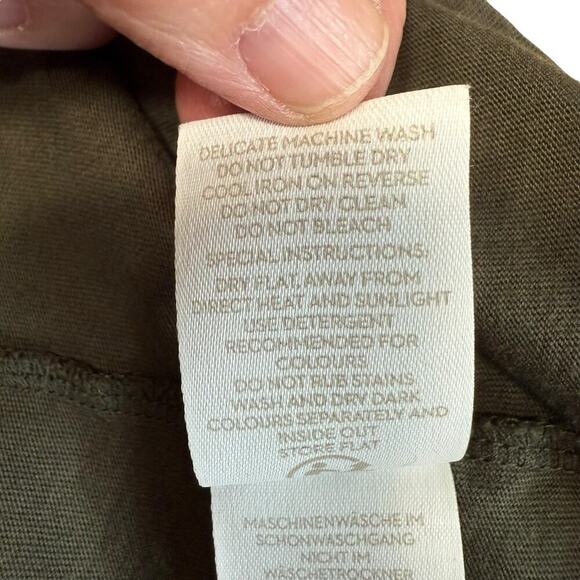 DELICATE MACHINE WASH
DO NOT TUMBLE DRY
COOL IRON ON REVERSE
DO NOT DRY CLEAN
DO NOT BLEACH
SPECIAL INSTRUCTIONS:
DRY FLAT, AWAY FROM
DIRECT HEAT AND SUNLIGHT
USE DETERGENT
RECOMMENDED FOR
COLOURS
DO NOT RUB STAINS
WASH AND DRY DARK
COLOURS SEPARATELY AND
INSIDE OUT
STORE FLAT
MASCHINENWÄSCHE IM
SCHONWASCHGANG
NICHT IM
WÄSCHETROCKNER